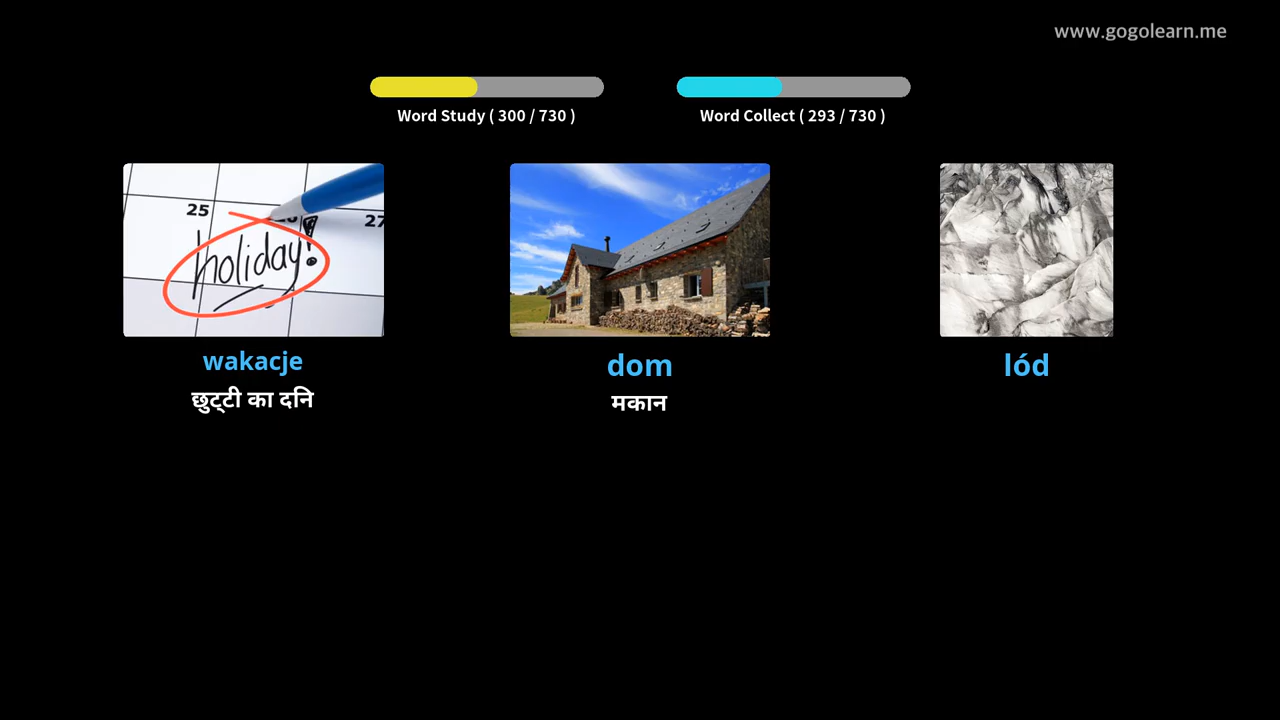 www.gogolearn.me
Word Study ( 300 / 730 )
Word Collect ( 293 / 730 )
25
27
holiday!
wakacje
छुट्टी का दनि
dom
मकान
lód